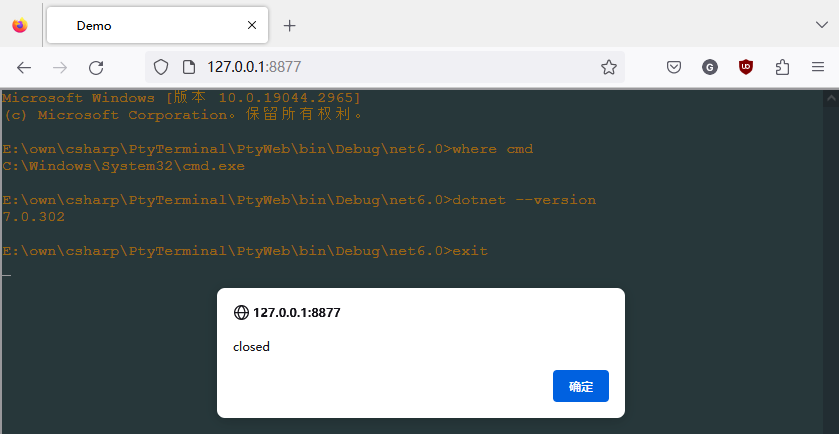 Demo
127.0.0.1:8877
G
Microsoft Windows [版本 10.0.19044.2965]
(c) Microsoft Corporation。保留所有权利。
E:\own\csharp\PtyTerminal\PtyWeb\bin\Debug\net6.0>where cmd
C:\Windows\System32\cmd.exe
E:\own\csharp\PtyTerminal\PtyWeb\bin\Debug\net6.0>dotnet --version
7.0.302
E:\own\csharp\PtyTerminal\PtyWeb\bin\Debug\net6.0>exit
127.0.0.1:8877
closed
确定